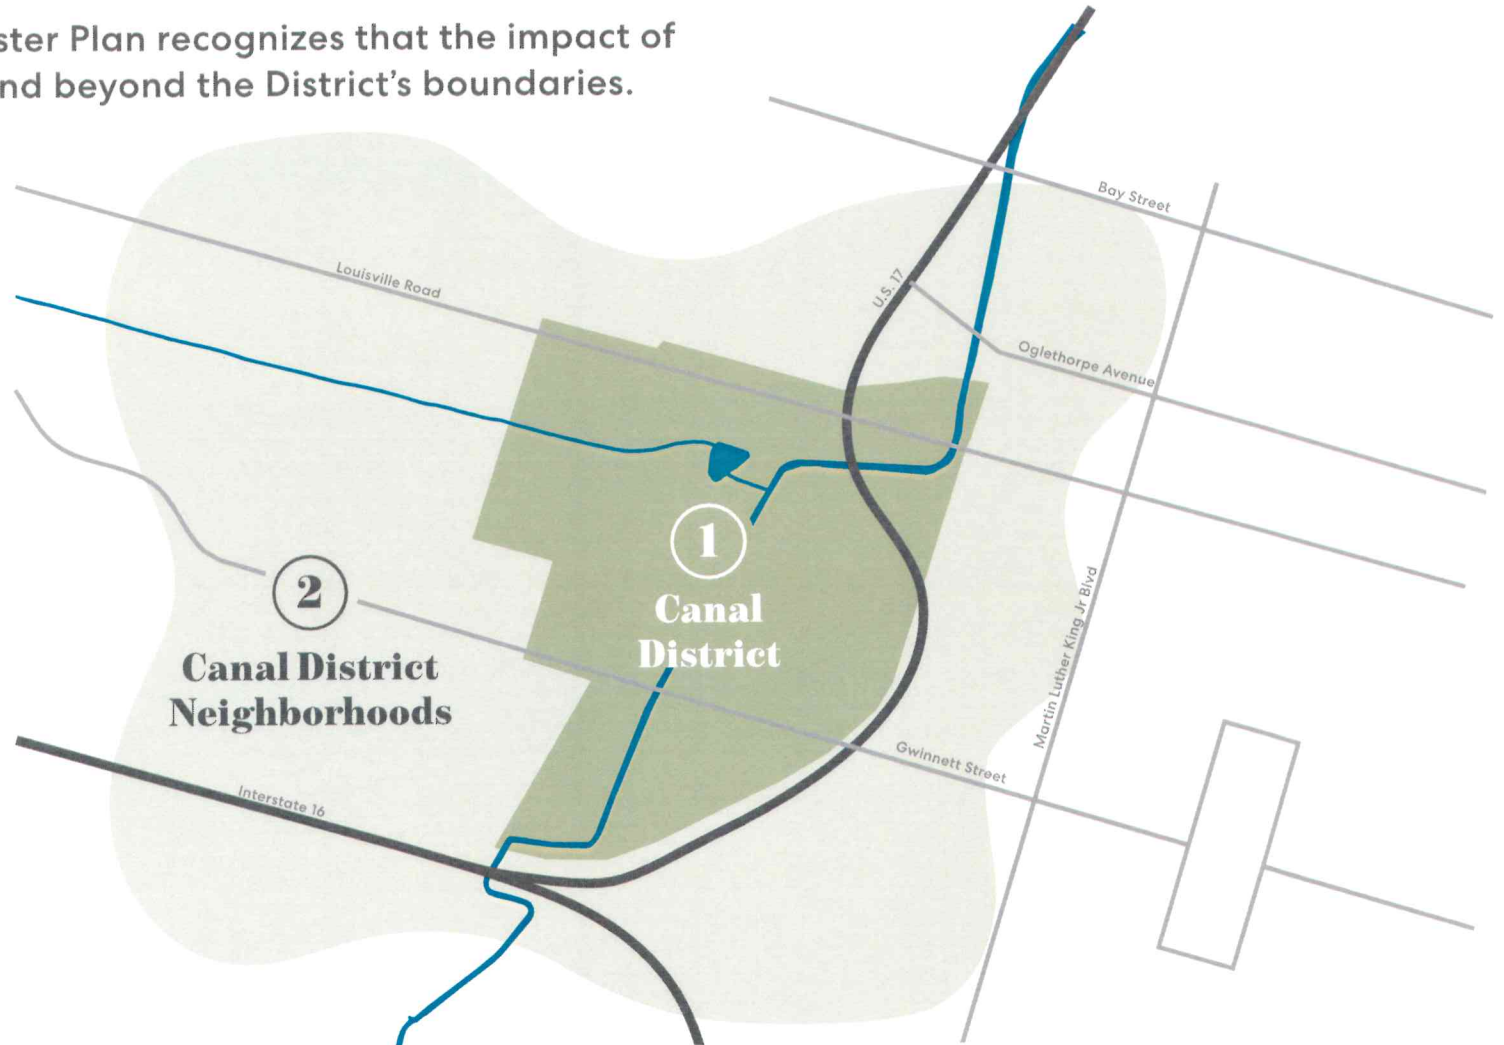 ster Plan recognizes that the impact of
nd beyond the District's boundaries.
Bay Street
Louisville Road
U.S. 17
Oglethorpe Avenue
1
Canal
District
2
Canal District
Neighborhoods
Martin Luther King Jr Blvd
Gwinnett Street
Interstate 16